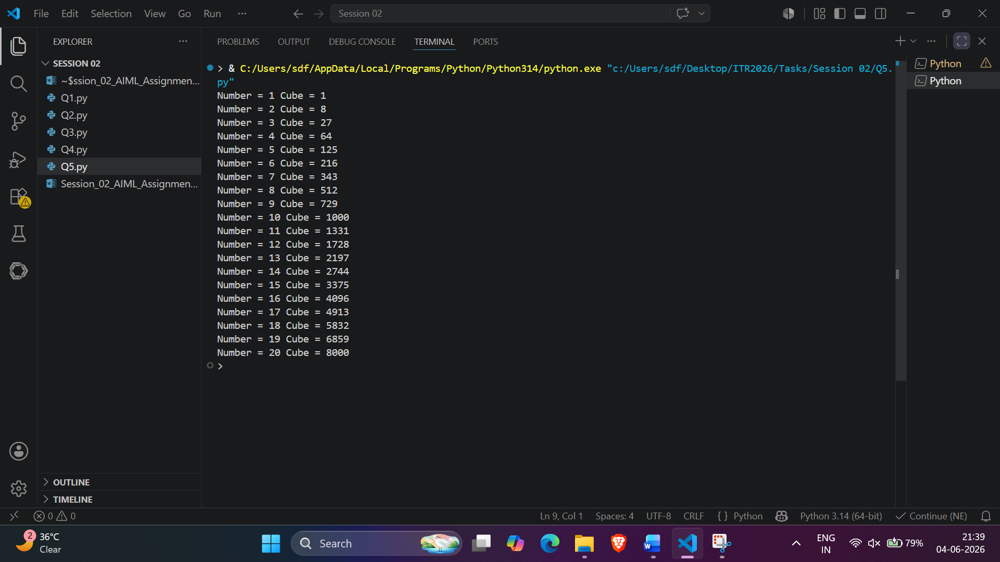 File Edit Selection View Go Run ···
Session 02
EXPLORER ···
SESSION 02
~$ssion_02_AIML_Assignmen...
Q1.py
Q2.py
Q3.py
Q4.py
Q5.py
Session_02_AIML_Assignmen...
OUTLINE
TIMELINE
PROBLEMS OUTPUT DEBUG CONSOLE TERMINAL PORTS
> & C:/Users/sdf/AppData/Local/Programs/Python/Python314/python.exe "c:/Users/sdf/Desktop/ITR2026/Tasks/Session 02/Q5.
py"
Number = 1 Cube = 1
Number = 2 Cube = 8
Number = 3 Cube = 27
Number = 4 Cube = 64
Number = 5 Cube = 125
Number = 6 Cube = 216
Number = 7 Cube = 343
Number = 8 Cube = 512
Number = 9 Cube = 729
Number = 10 Cube = 1000
Number = 11 Cube = 1331
Number = 12 Cube = 1728
Number = 13 Cube = 2197
Number = 14 Cube = 2744
Number = 15 Cube = 3375
Number = 16 Cube = 4096
Number = 17 Cube = 4913
Number = 18 Cube = 5832
Number = 19 Cube = 6859
Number = 20 Cube = 8000
>
Python
Python
0 0
Ln 9, Col 1 Spaces: 4 UTF-8 CRLF { } Python Python 3.14 (64-bit) Continue (NE)
2
36°C
Clear
Search
ENG
IN
79%
21:39
04-06-2026